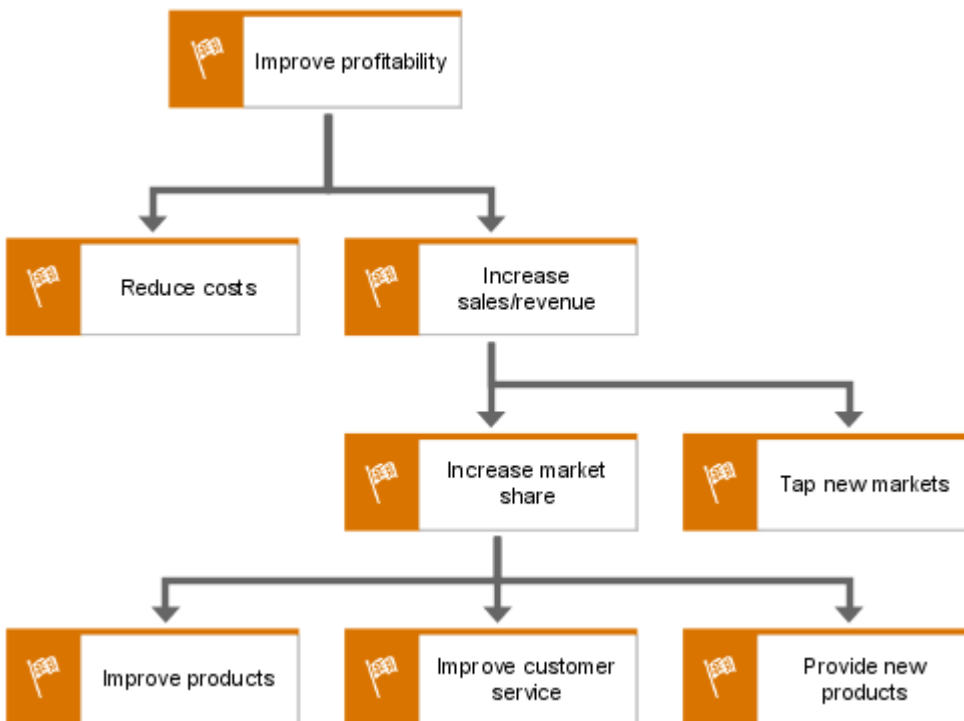 Improve profitability
Reduce costs
Increase
sales/revenue
Increase market
share
Tap new markets
Improve products
Improve customer
service
Provide new
products